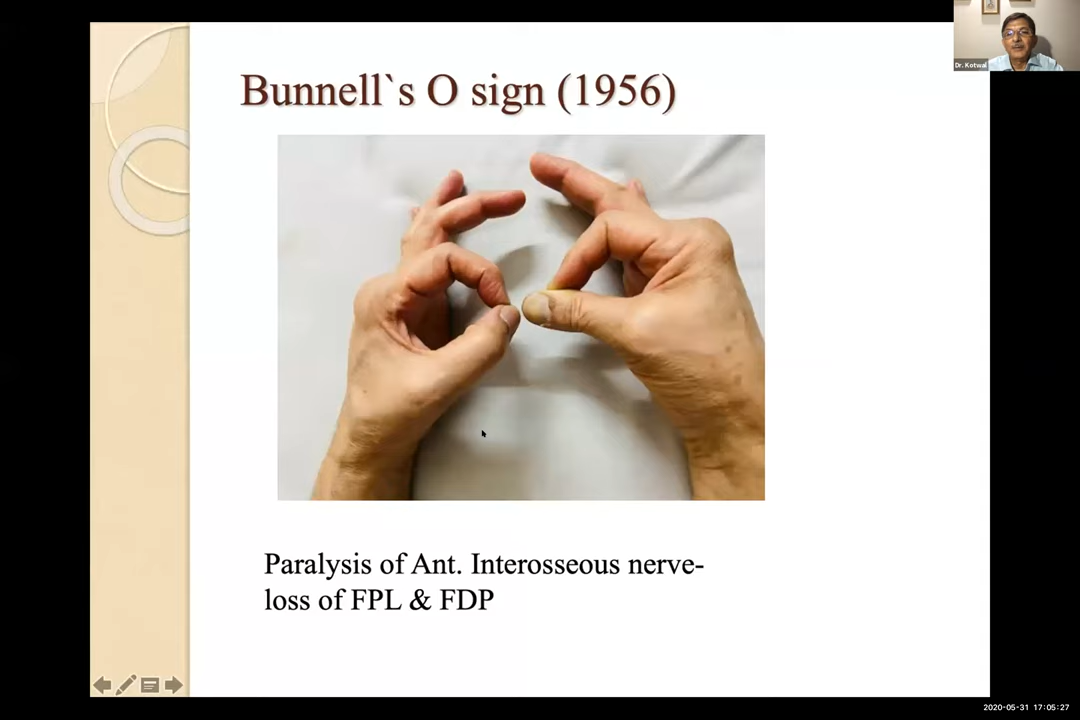 Dr. Kotwal
Bunnell`s O sign (1956)
Paralysis of Ant. Interosseous nerve-
loss of FPL & FDP
2020-05-31 17:05:27